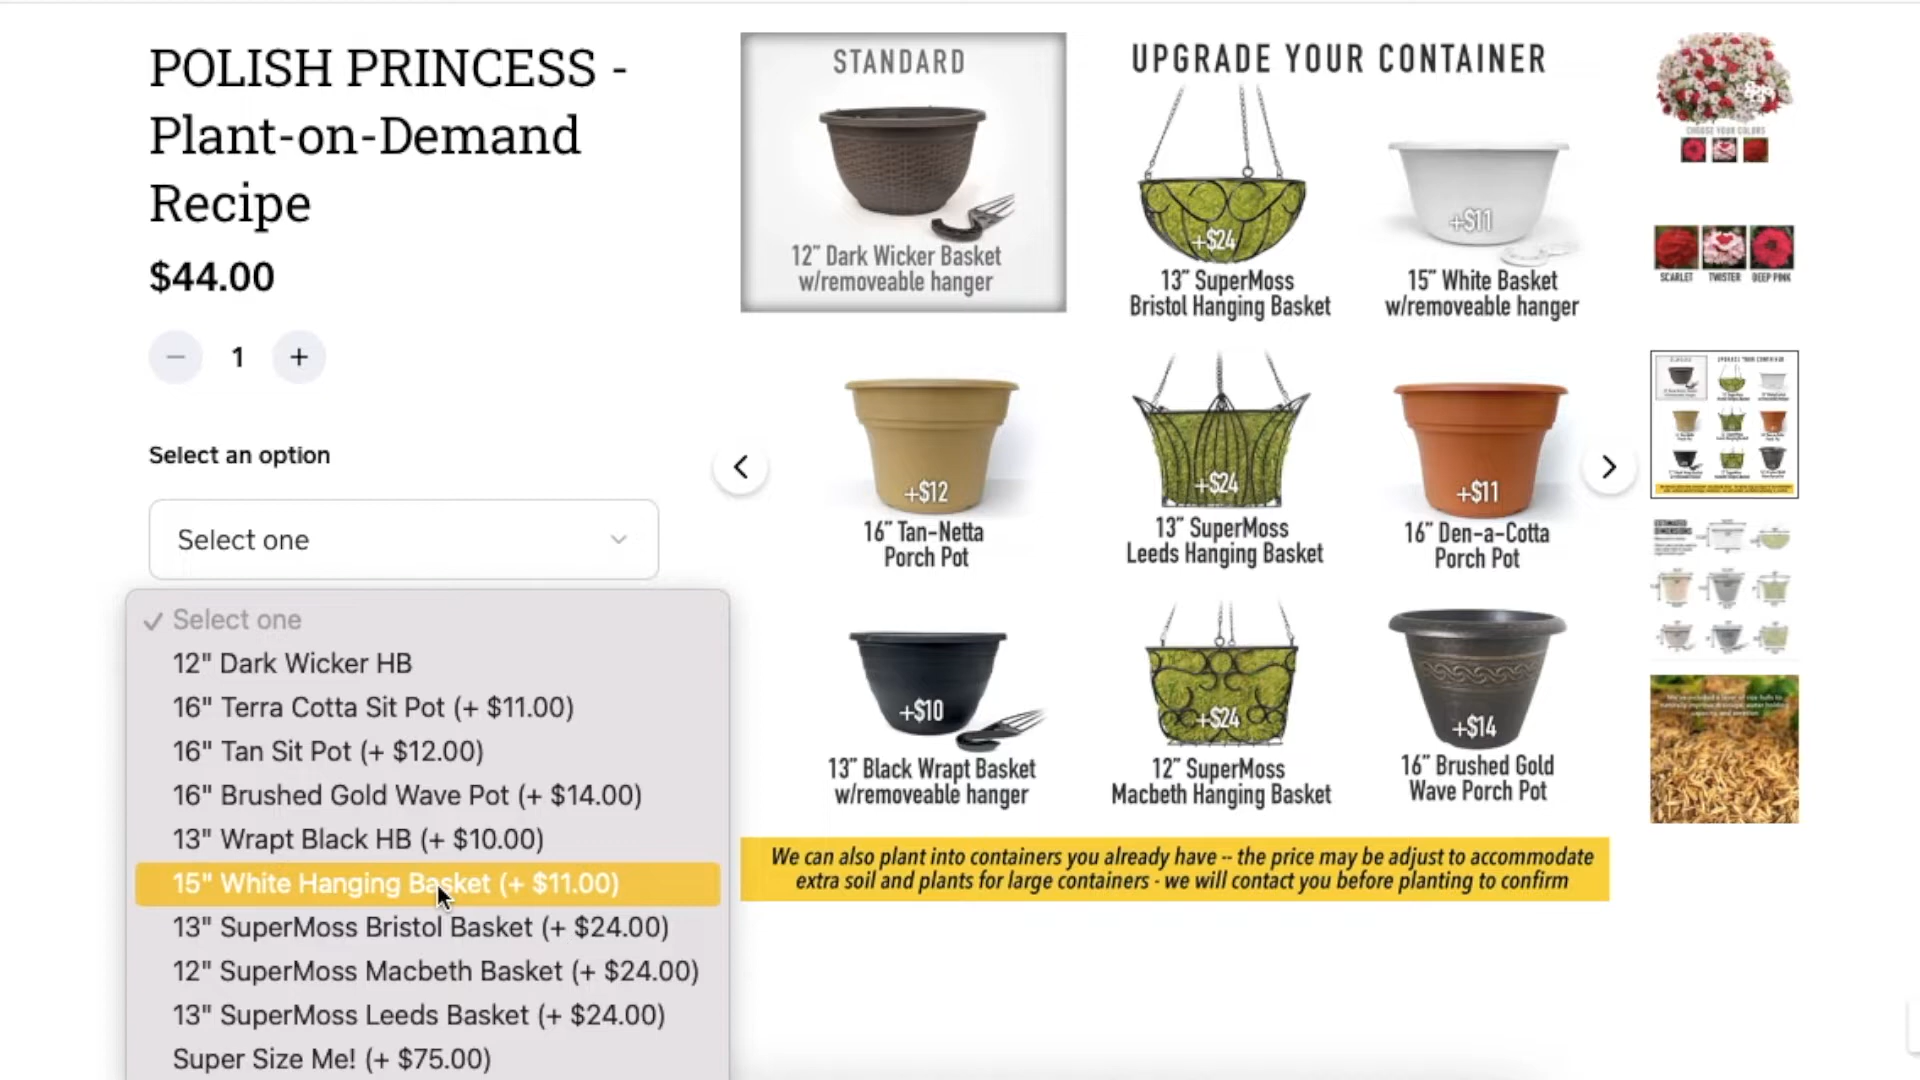 POLISH PRINCESS -
Plant-on-Demand
Recipe
$44.00
1
Select an option
Select one
Select one
12" Dark Wicker HB
16" Terra Cotta Sit Pot (+ $11.00)
16" Tan Sit Pot (+ $12.00)
16" Brushed Gold Wave Pot (+ $14.00)
13" Wrapt Black HB (+ $10.00)
15" White Hanging Basket (+ $11.00)
13" SuperMoss Bristol Basket (+ $24.00)
12" SuperMoss Macbeth Basket (+ $24.00)
13" SuperMoss Leeds Basket (+ $24.00)
Super Size Me! (+ $75.00)
STANDARD
12" Dark Wicker Basket
w/removeable hanger
UPGRADE YOUR CONTAINER
+$24
13" SuperMoss
Bristol Hanging Basket
+$11
15" White Basket
w/removeable hanger
+$12
16" Tan-Netta
Porch Pot
+$24
13" SuperMoss
Leeds Hanging Basket
+$11
16" Den-a-Cotta
Porch Pot
+$10
13" Black Wrapt Basket
w/removeable hanger
+$24
12" SuperMoss
Macbeth Hanging Basket
+$14
16" Brushed Gold
Wave Porch Pot
We can also plant into containers you already have -- the price may be adjust to accommodate
extra soil and plants for large containers - we will contact you before planting to confirm
CHOOSE YOUR COLORS
SCARLET TWISTER DEEP PINK